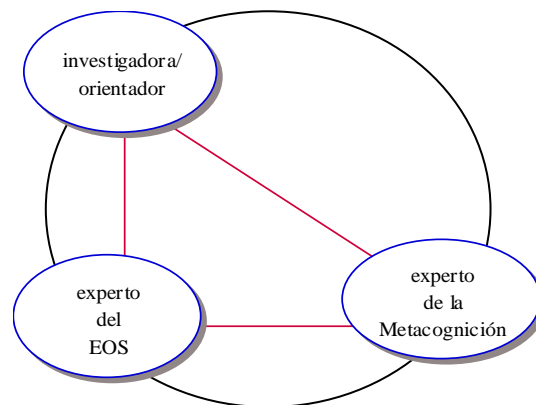 investigadora/
orientador
experto
del
EOS
experto
de la
Metacognición